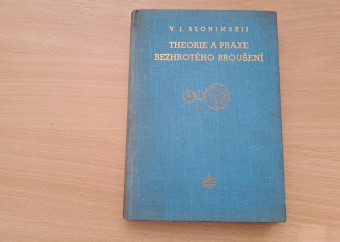 V. I. SLONIMSKIJ
THEORIE A PRAXE
BEZHROTÉHO BROUŠENÍ